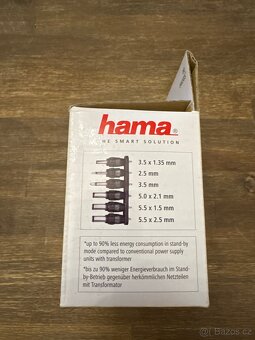 hama®
THE SMART SOLUTION
3.5 x 1.35 mm
2.5 mm
3.5 mm
5.0 x 2.1 mm
5.5 x 1.5 mm
5.5 x 2.5 mm
*up to 90% less energy consumption in stand-by
mode compared to conventional power supply
units with transformer
*bis zu 90% weniger Energieverbrauch im Stand-
by-Betrieb gegenüber herkömmlichen Netzteilen
mit Transformator
Bazos.cz